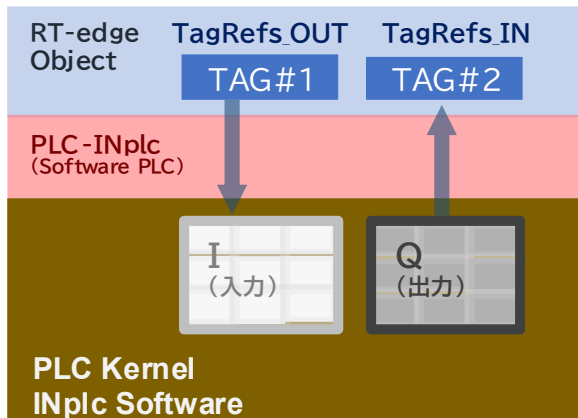 RT-edge
Object
TagRefs_OUT
TagRefs_IN
TAG#1
TAG#2
PLC-INplc
(Software PLC)
I
(入力)
Q
(出力)
PLC Kernel
INplc Software